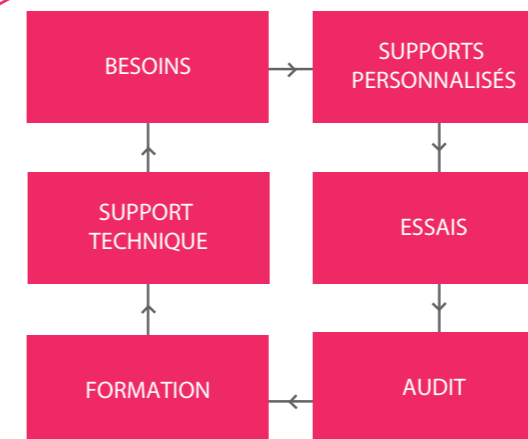 BESOINS
SUPPORTS
PERSONNALISÉS
SUPPORT
TECHNIQUE
ESSAIS
FORMATION
AUDIT